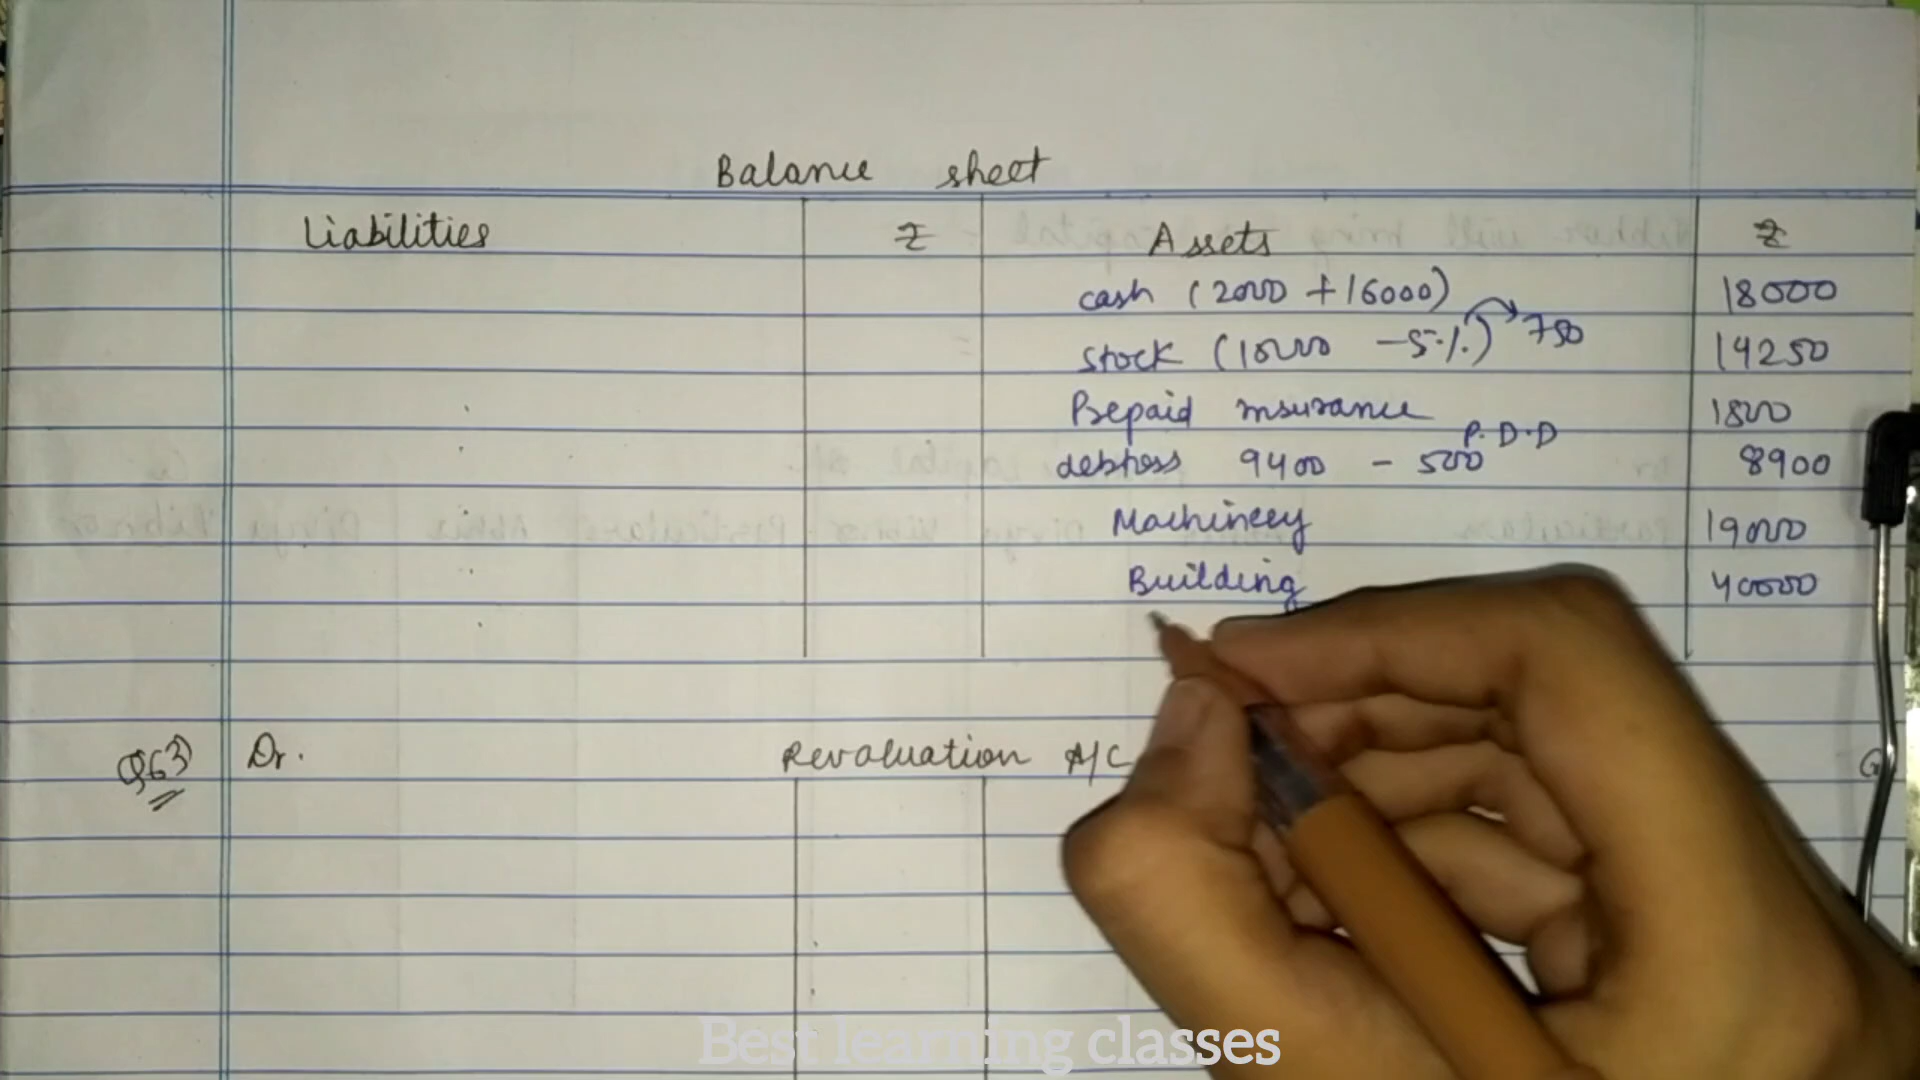 Balance sheet
Liabilities ₹ Assets ₹
cash (2000 + 16000) 18000
stock (15000 - 5%) 750 14250
Prepaid insurance 1800
debtors 9400 - 500 P.D.D 8900
Machinery 19000
Building 40000
Q63) Dr. Revaluation A/C
Best learning classes